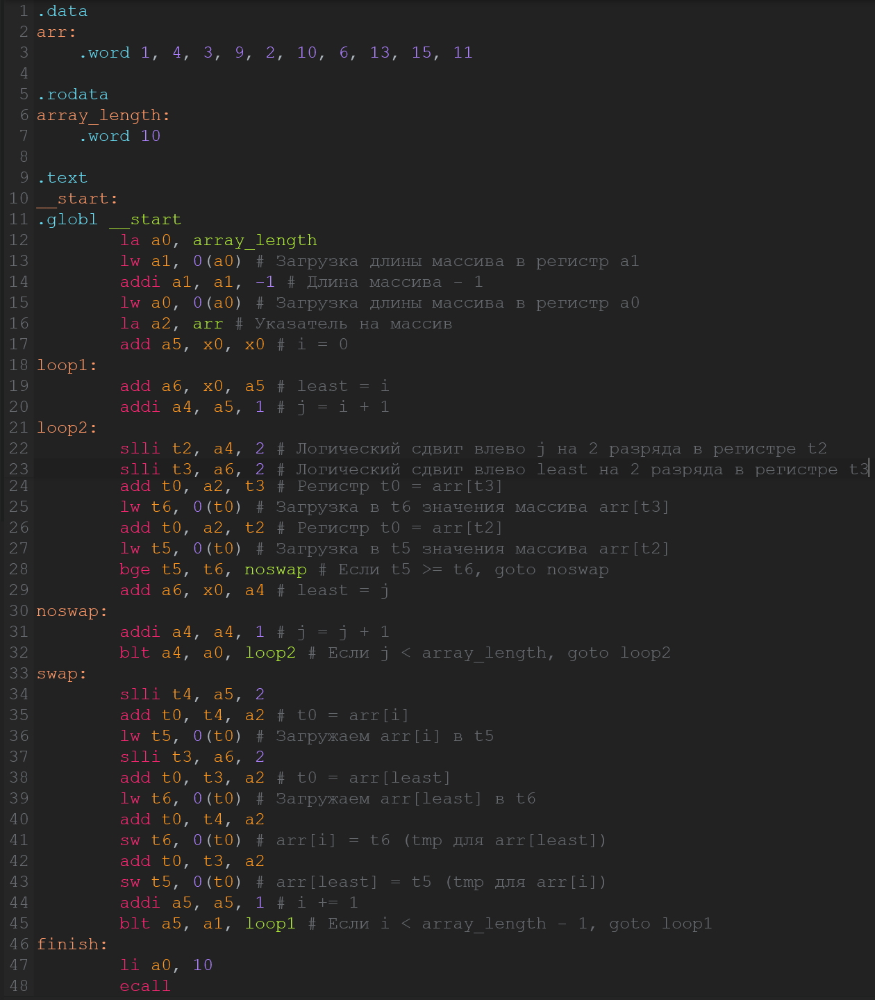 1 .data
2 arr:
3     .word 1, 4, 3, 9, 2, 10, 6, 13, 15, 11
4
5 .rodata
6 array_length:
7     .word 10
8
9 .text
10 __start:
11 .globl __start
12         la a0, array_length
13         lw a1, 0(a0) # Загрузка длины массива в регистр a1
14         addi a1, a1, -1 # Длина массива - 1
15         lw a0, 0(a0) # Загрузка длины массива в регистр a0
16         la a2, arr # Указатель на массив
17         add a5, x0, x0 # i = 0
18 loop1:
19         add a6, x0, a5 # least = i
20         addi a4, a5, 1 # j = i + 1
21 loop2:
22         slli t2, a4, 2 # Логический сдвиг влево j на 2 разряда в регистре t2
23         slli t3, a6, 2 # Логический сдвиг влево least на 2 разряда в регистре t3
24         add t0, a2, t3 # Регистр t0 = arr[t3]
25         lw t6, 0(t0) # Загрузка в t6 значения массива arr[t3]
26         add t0, a2, t2 # Регистр t0 = arr[t2]
27         lw t5, 0(t0) # Загрузка в t5 значения массива arr[t2]
28         bge t5, t6, noswap # Если t5 >= t6, goto noswap
29         add a6, x0, a4 # least = j
30 noswap:
31         addi a4, a4, 1 # j = j + 1
32         blt a4, a0, loop2 # Если j < array_length, goto loop2
33 swap:
34         slli t4, a5, 2
35         add t0, t4, a2 # t0 = arr[i]
36         lw t5, 0(t0) # Загружаем arr[i] в t5
37         slli t3, a6, 2
38         add t0, t3, a2 # t0 = arr[least]
39         lw t6, 0(t0) # Загружаем arr[least] в t6
40         add t0, t4, a2
41         sw t6, 0(t0) # arr[i] = t6 (tmp для arr[least])
42         add t0, t3, a2
43         sw t5, 0(t0) # arr[least] = t5 (tmp для arr[i])
44         addi a5, a5, 1 # i += 1
45         blt a5, a1, loop1 # Если i < array_length - 1, goto loop1
46 finish:
47         li a0, 10
48         ecall